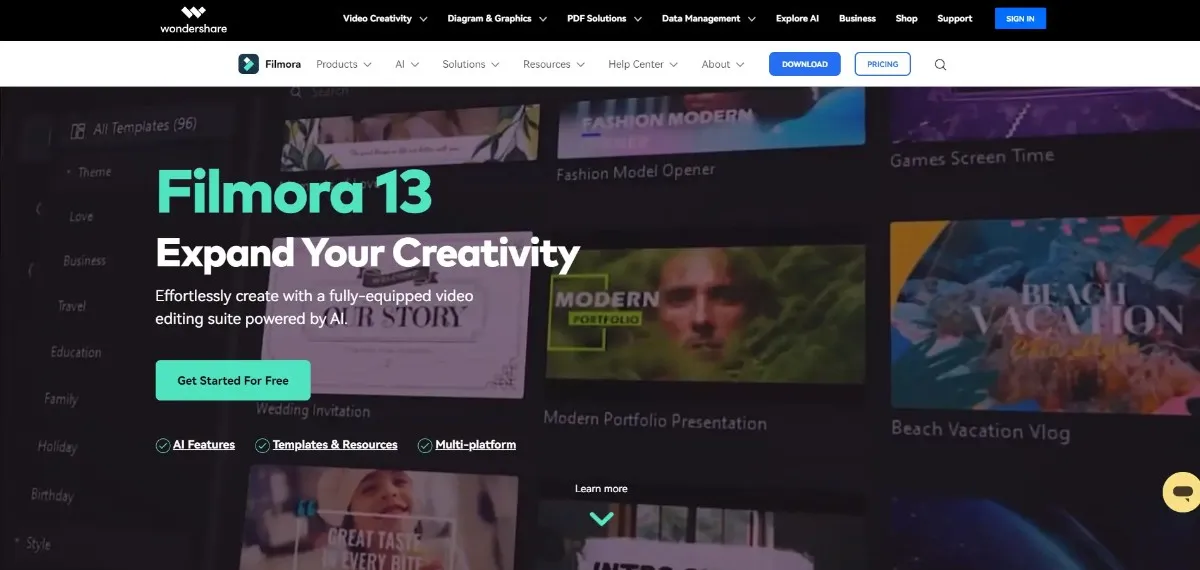 wondershare
Video Creativity
Diagram & Graphics
PDF Solutions
Data Management
Explore AI
Business
Shop
Support
SIGN IN
Filmora
Products
AI
Solutions
Resources
Help Center
About
DOWNLOAD
PRICING
Search
All Templates (96)
Theme
Love
Business
Travel
Education
Family
Holiday
Birthday
Style
FASHION MODERN
Fashion Model Opener
Games Screen Time
Filmora 13
Expand Your Creativity
Effortlessly create with a fully-equipped video
editing suite powered by AI.
STORY
MODERN
PORTFOLIO
BEACH
VACATION
Get Started For Free
Wedding Invitation
Modern Portfolio Presentation
Beach Vacation Vlog
AI Features
Templates & Resources
Multi-platform
Learn more
GREAT TASTE
IN EVERY BITE
INTRO